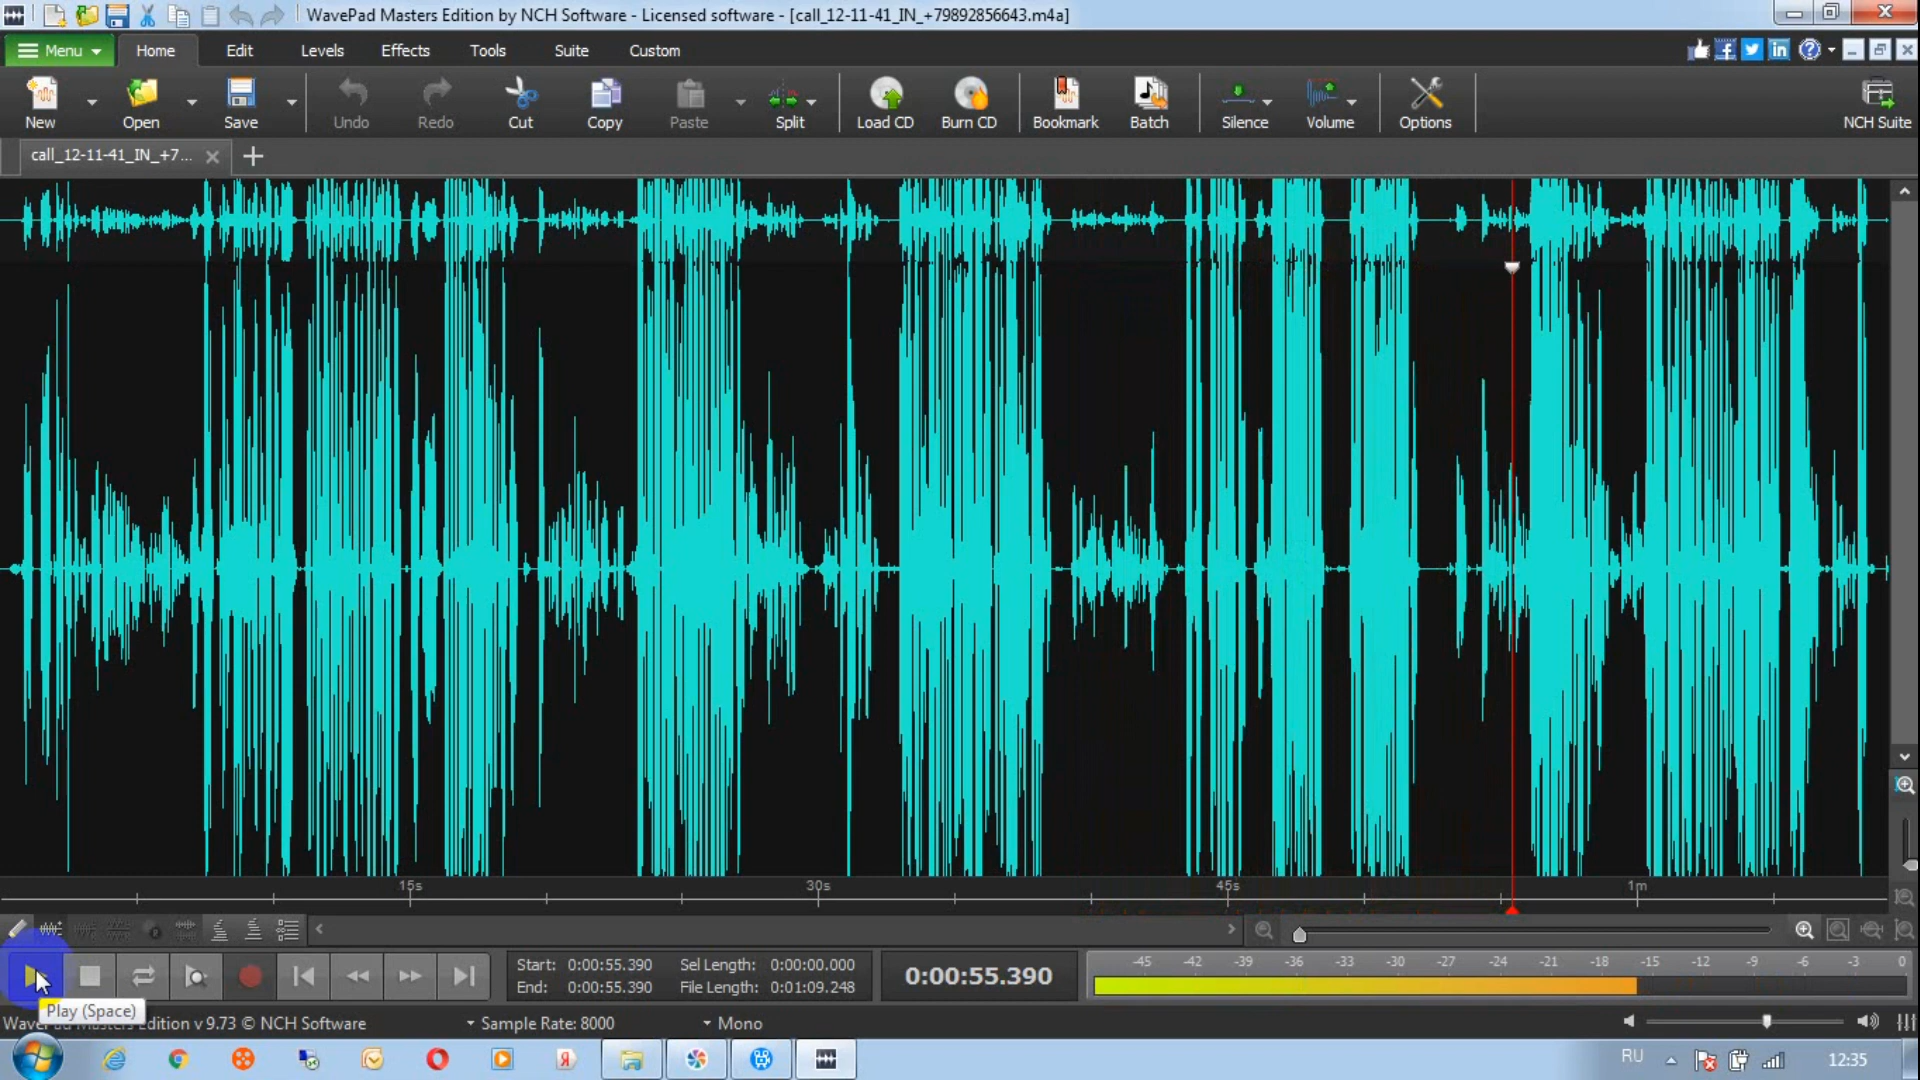 WavePad Masters Edition by NCH Software - Licensed software - [call_12-11-41_IN_+79892856643.m4a]
Menu Home Edit Levels Effects Tools Suite Custom
New Open Save Undo Redo Cut Copy Paste Split Load CD Burn CD Bookmark Batch Silence Volume Options NCH Suite
call_12-11-41_IN_+7...
15s 30s 45s 1m
Start: 0:00:55.390 Sel Length: 0:00:00.000
End: 0:00:55.390 File Length: 0:01:09.248
0:00:55.390
-45 -42 -39 -36 -33 -30 -27 -24 -21 -18 -15 -12 -9 -6 -3 0
Play (Space)
Edition v 9.73 © NCH Software Sample Rate: 8000 Mono
RU 12:35